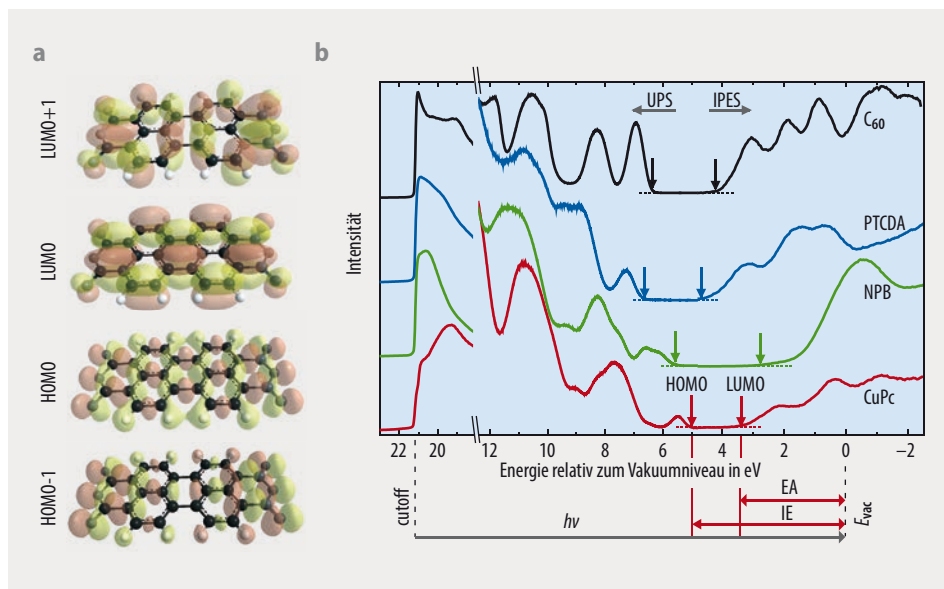 a
LUMO+1
LUMO
HOMO
HOMO-1
b
Intensität
UPS IPES
C60
PTCDA
NPB
HOMO LUMO
CuPc
22 20 12 10 8 6 4 2 0 −2
Energie relativ zum Vakuumniveau in eV
cutoff
hν
EA
IE
Evac